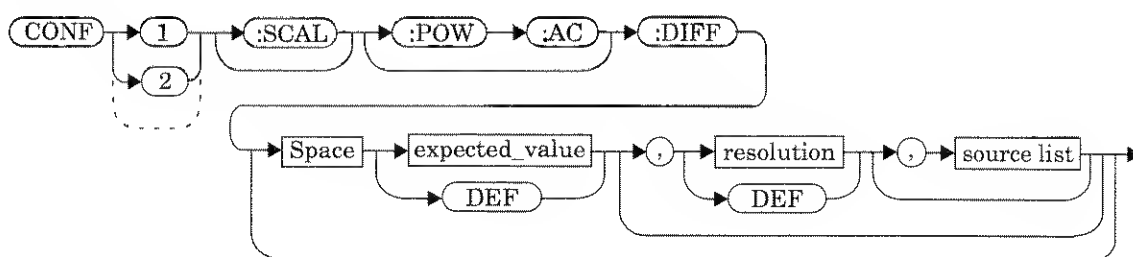 CONF 1 :SCAL :POW :AC :DIFF
2
Space expected_value , resolution , source list
DEF DEF